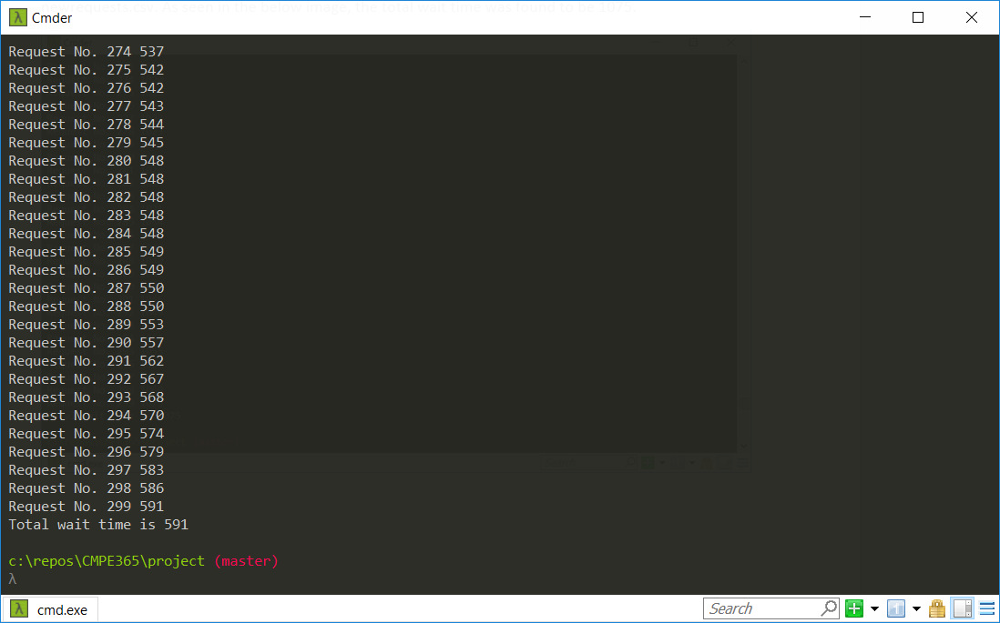 Cmder
Request No. 274 537
Request No. 275 542
Request No. 276 542
Request No. 277 543
Request No. 278 544
Request No. 279 545
Request No. 280 548
Request No. 281 548
Request No. 282 548
Request No. 283 548
Request No. 284 548
Request No. 285 549
Request No. 286 549
Request No. 287 550
Request No. 288 550
Request No. 289 553
Request No. 290 557
Request No. 291 562
Request No. 292 567
Request No. 293 568
Request No. 294 570
Request No. 295 574
Request No. 296 579
Request No. 297 583
Request No. 298 586
Request No. 299 591
Total wait time is 591
c:\repos\CMPE365\project (master)
λ
λ cmd.exe Search